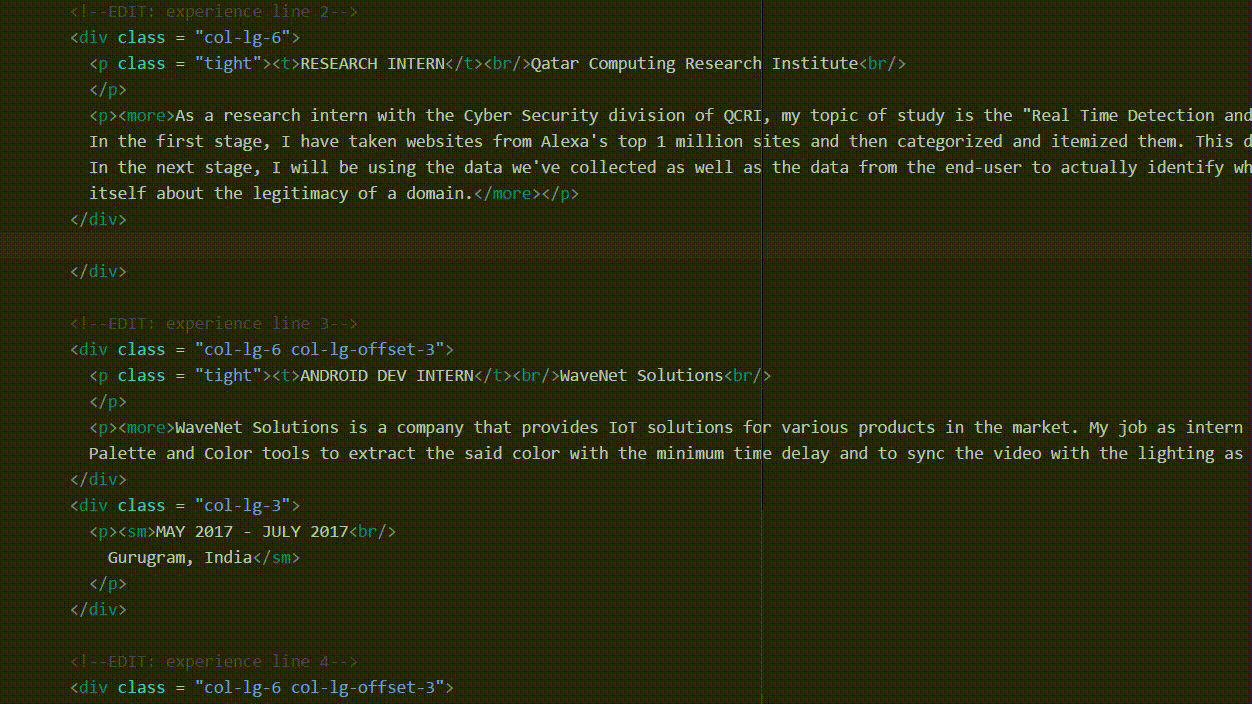 <!--EDIT: experience line 2-->
<div class = "col-lg-6">
<p class = "tight"><t>RESEARCH INTERN</t><br/>Qatar Computing Research Institute<br/>
</p>
<p><more>As a research intern with the Cyber Security division of QCRI, my topic of study is the "Real Time Detection and
In the first stage, I have taken websites from Alexa's top 1 million sites and then categorized and itemized them. This d
In the next stage, I will be using the data we've collected as well as the data from the end-user to actually identify wh
itself about the legitimacy of a domain.</more></p>
</div>
</div>
<!--EDIT: experience line 3-->
<div class = "col-lg-6 col-lg-offset-3">
<p class = "tight"><t>ANDROID DEV INTERN</t><br/>WaveNet Solutions<br/>
</p>
<p><more>WaveNet Solutions is a company that provides IoT solutions for various products in the market. My job as intern
Palette and Color tools to extract the said color with the minimum time delay and to sync the video with the lighting as
</div>
<div class = "col-lg-3">
<p><sm>MAY 2017 - JULY 2017<br/>
Gurugram, India</sm>
</p>
</div>
<!--EDIT: experience line 4-->
<div class = "col-lg-6 col-lg-offset-3">